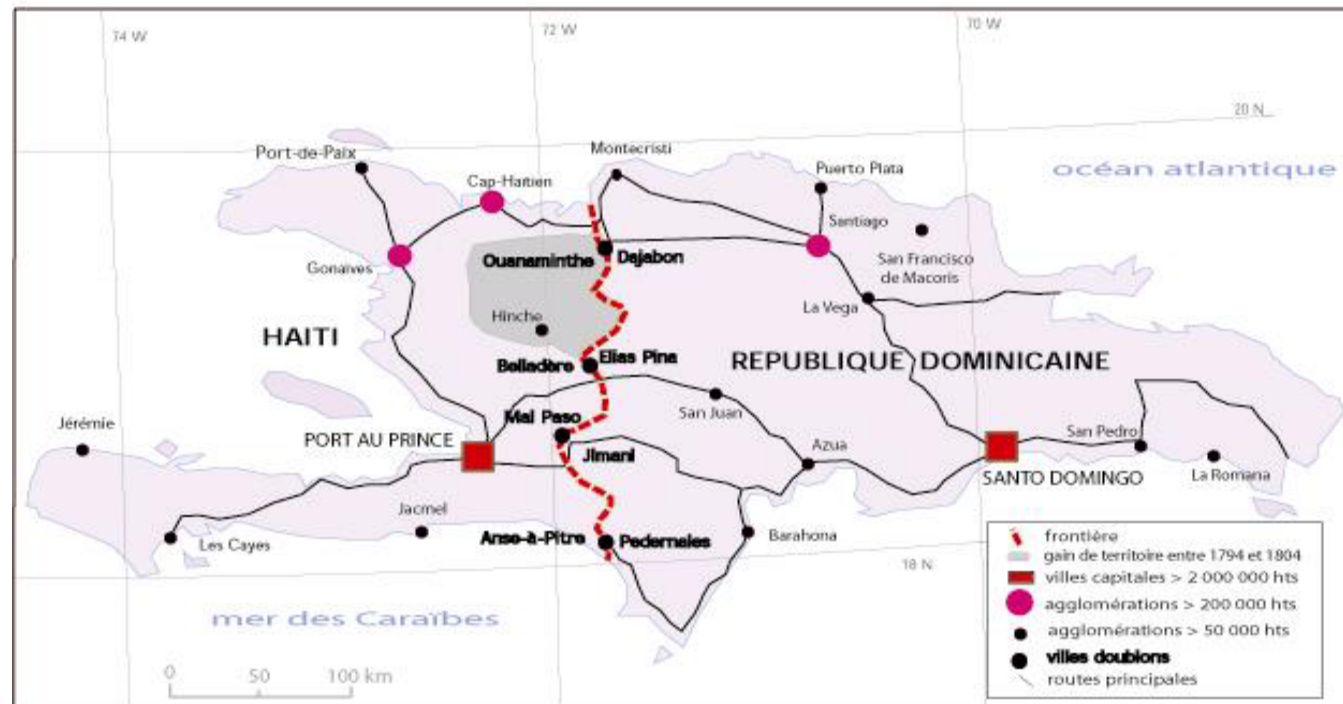 74 W
72 W
70 W
20 N
océan atlantique
Port-de-Paix
Cap-Haïtien
Montecristi
Puerto Plata
Santiago
Gonaïves
Ouanaminthe
Dajabon
San Francisco
de Macoris
La Vega
Hinche
HAITI
Belladère
Elias Pina
REPUBLIQUE DOMINICAINE
San Juan
Mal Paso
Jérémie
PORT AU PRINCE
Jimani
Azua
San Pedro
SANTO DOMINGO
La Romana
Jacmel
Les Cayes
Anse-à-Pitre
Pedernales
Barahona
18 N
mer des Caraïbes
0 50 100 km
frontière
gain de territoire entre 1794 et 1804
villes capitales > 2 000 000 hts
agglomérations > 200 000 hts
agglomérations > 50 000 hts
villes doublons
routes principales